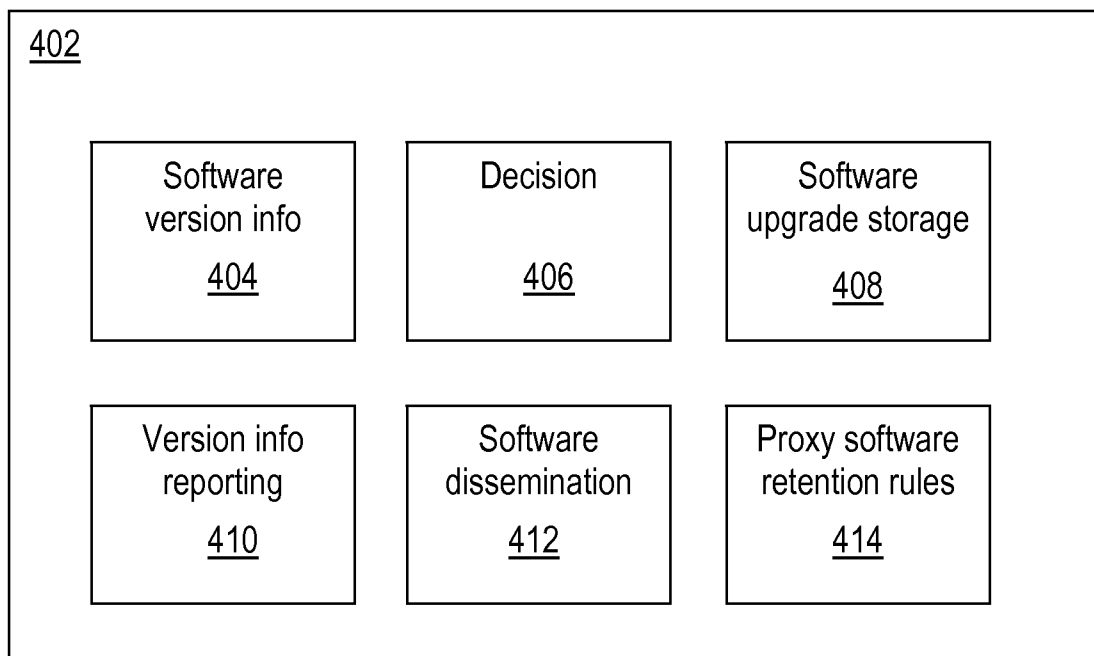 402
Software
version info
404
Decision
406
Software
upgrade storage
408
Version info
reporting
410
Software
dissemination
412
Proxy software
retention rules
414